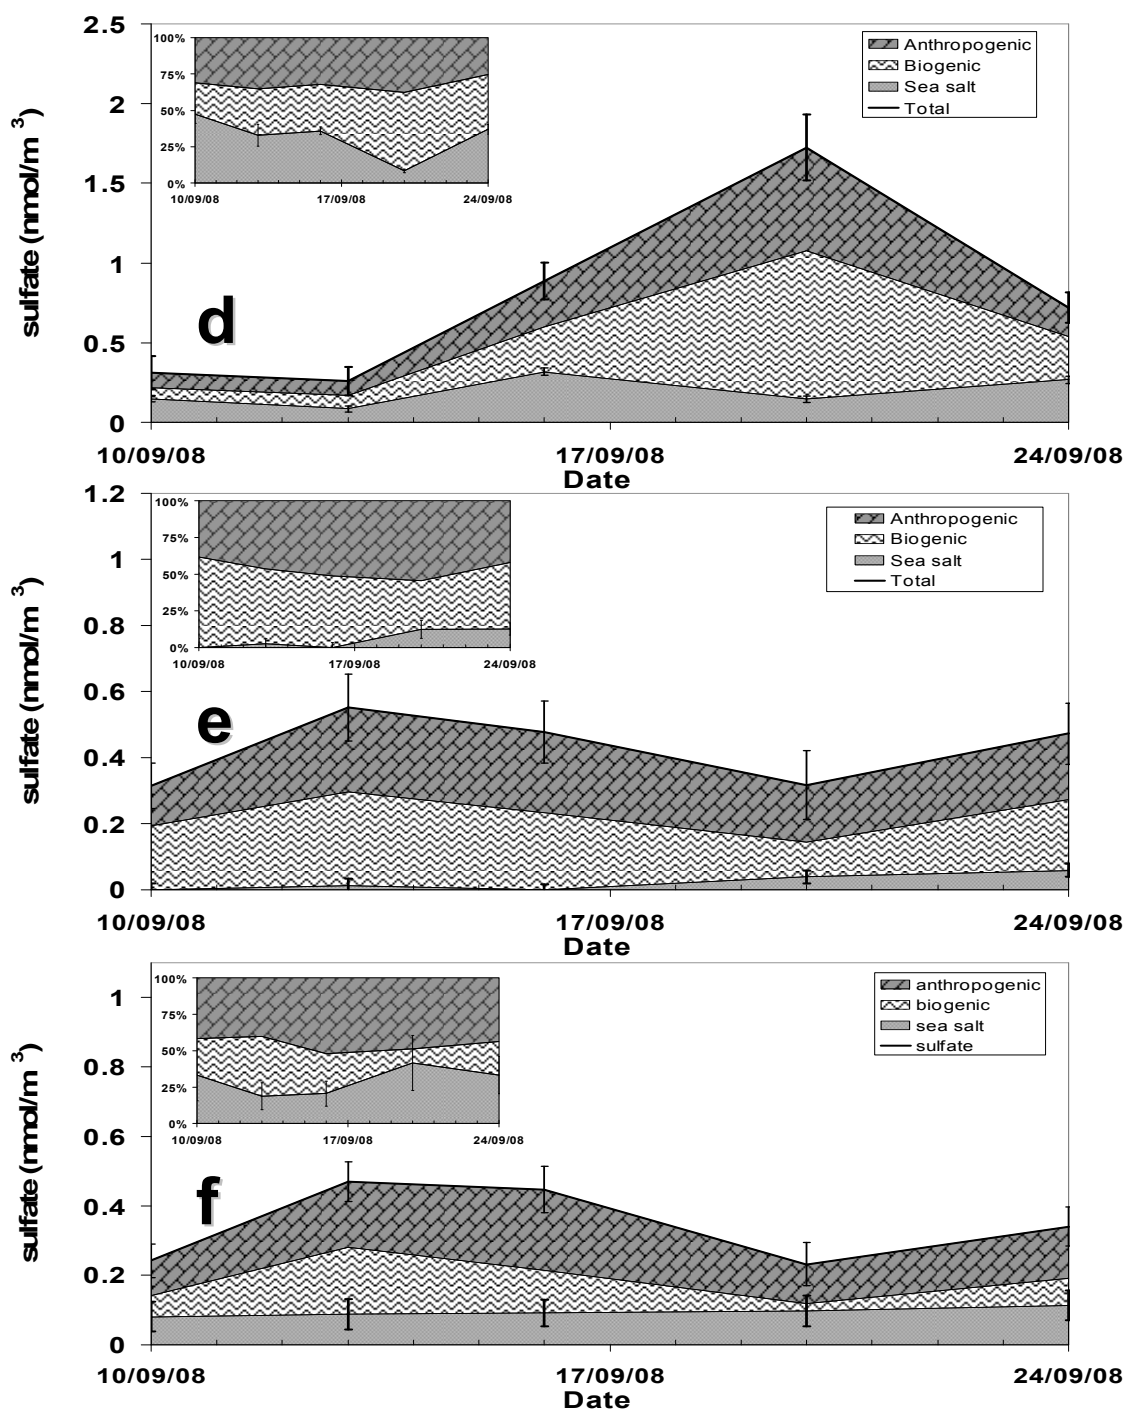 2.5
2
1.5
1
0.5
0
sulfate (nmol/m 3)
100%
75%
50%
25%
0%
10/09/08 17/09/08 24/09/08
Anthropogenic
Biogenic
Sea salt
Total
d
10/09/08 17/09/08 24/09/08
Date
1.2
1
0.8
0.6
0.4
0.2
0
sulfate (nmol/m 3)
100%
75%
50%
25%
0%
10/09/08 17/09/08 24/09/08
Anthropogenic
Biogenic
Sea salt
Total
e
10/09/08 17/09/08 24/09/08
Date
1
0.8
0.6
0.4
0.2
0
sulfate (nmol/m 3)
100%
75%
50%
25%
0%
10/09/08 17/09/08 24/09/08
anthropogenic
biogenic
sea salt
sulfate
f
10/09/08 17/09/08 24/09/08
Date